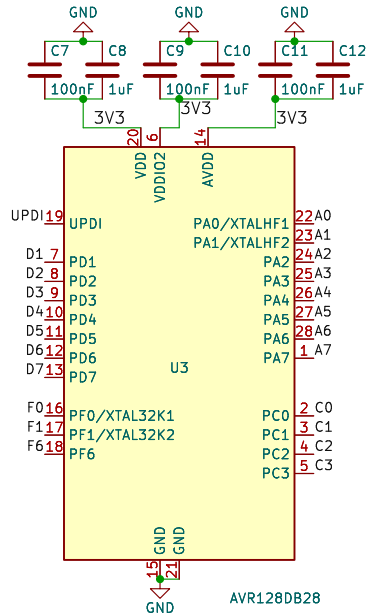 GND GND GND
C7 C8 C9 C10 C11 C12
100nF 1uF 100nF 1uF 100nF 1uF
3V3 3V3 3V3
20 6 14
VDD VDDIO2 AVDD
UPDI 19 UPDI PA0/XTALHF1 22 A0
PA1/XTALHF2 23 A1
D1 7 PD1 PA2 24 A2
D2 8 PD2 PA3 25 A3
D3 9 PD3 PA4 26 A4
D4 10 PD4 PA5 27 A5
D5 11 PD5 PA6 28 A6
D6 12 PD6 PA7 1 A7
D7 13 PD7
U3
F0 16 PF0/XTAL32K1 PC0 2 C0
F1 17 PF1/XTAL32K2 PC1 3 C1
F6 18 PF6 PC2 4 C2
PC3 5 C3
GND GND
15 21
AVR128DB28
GND